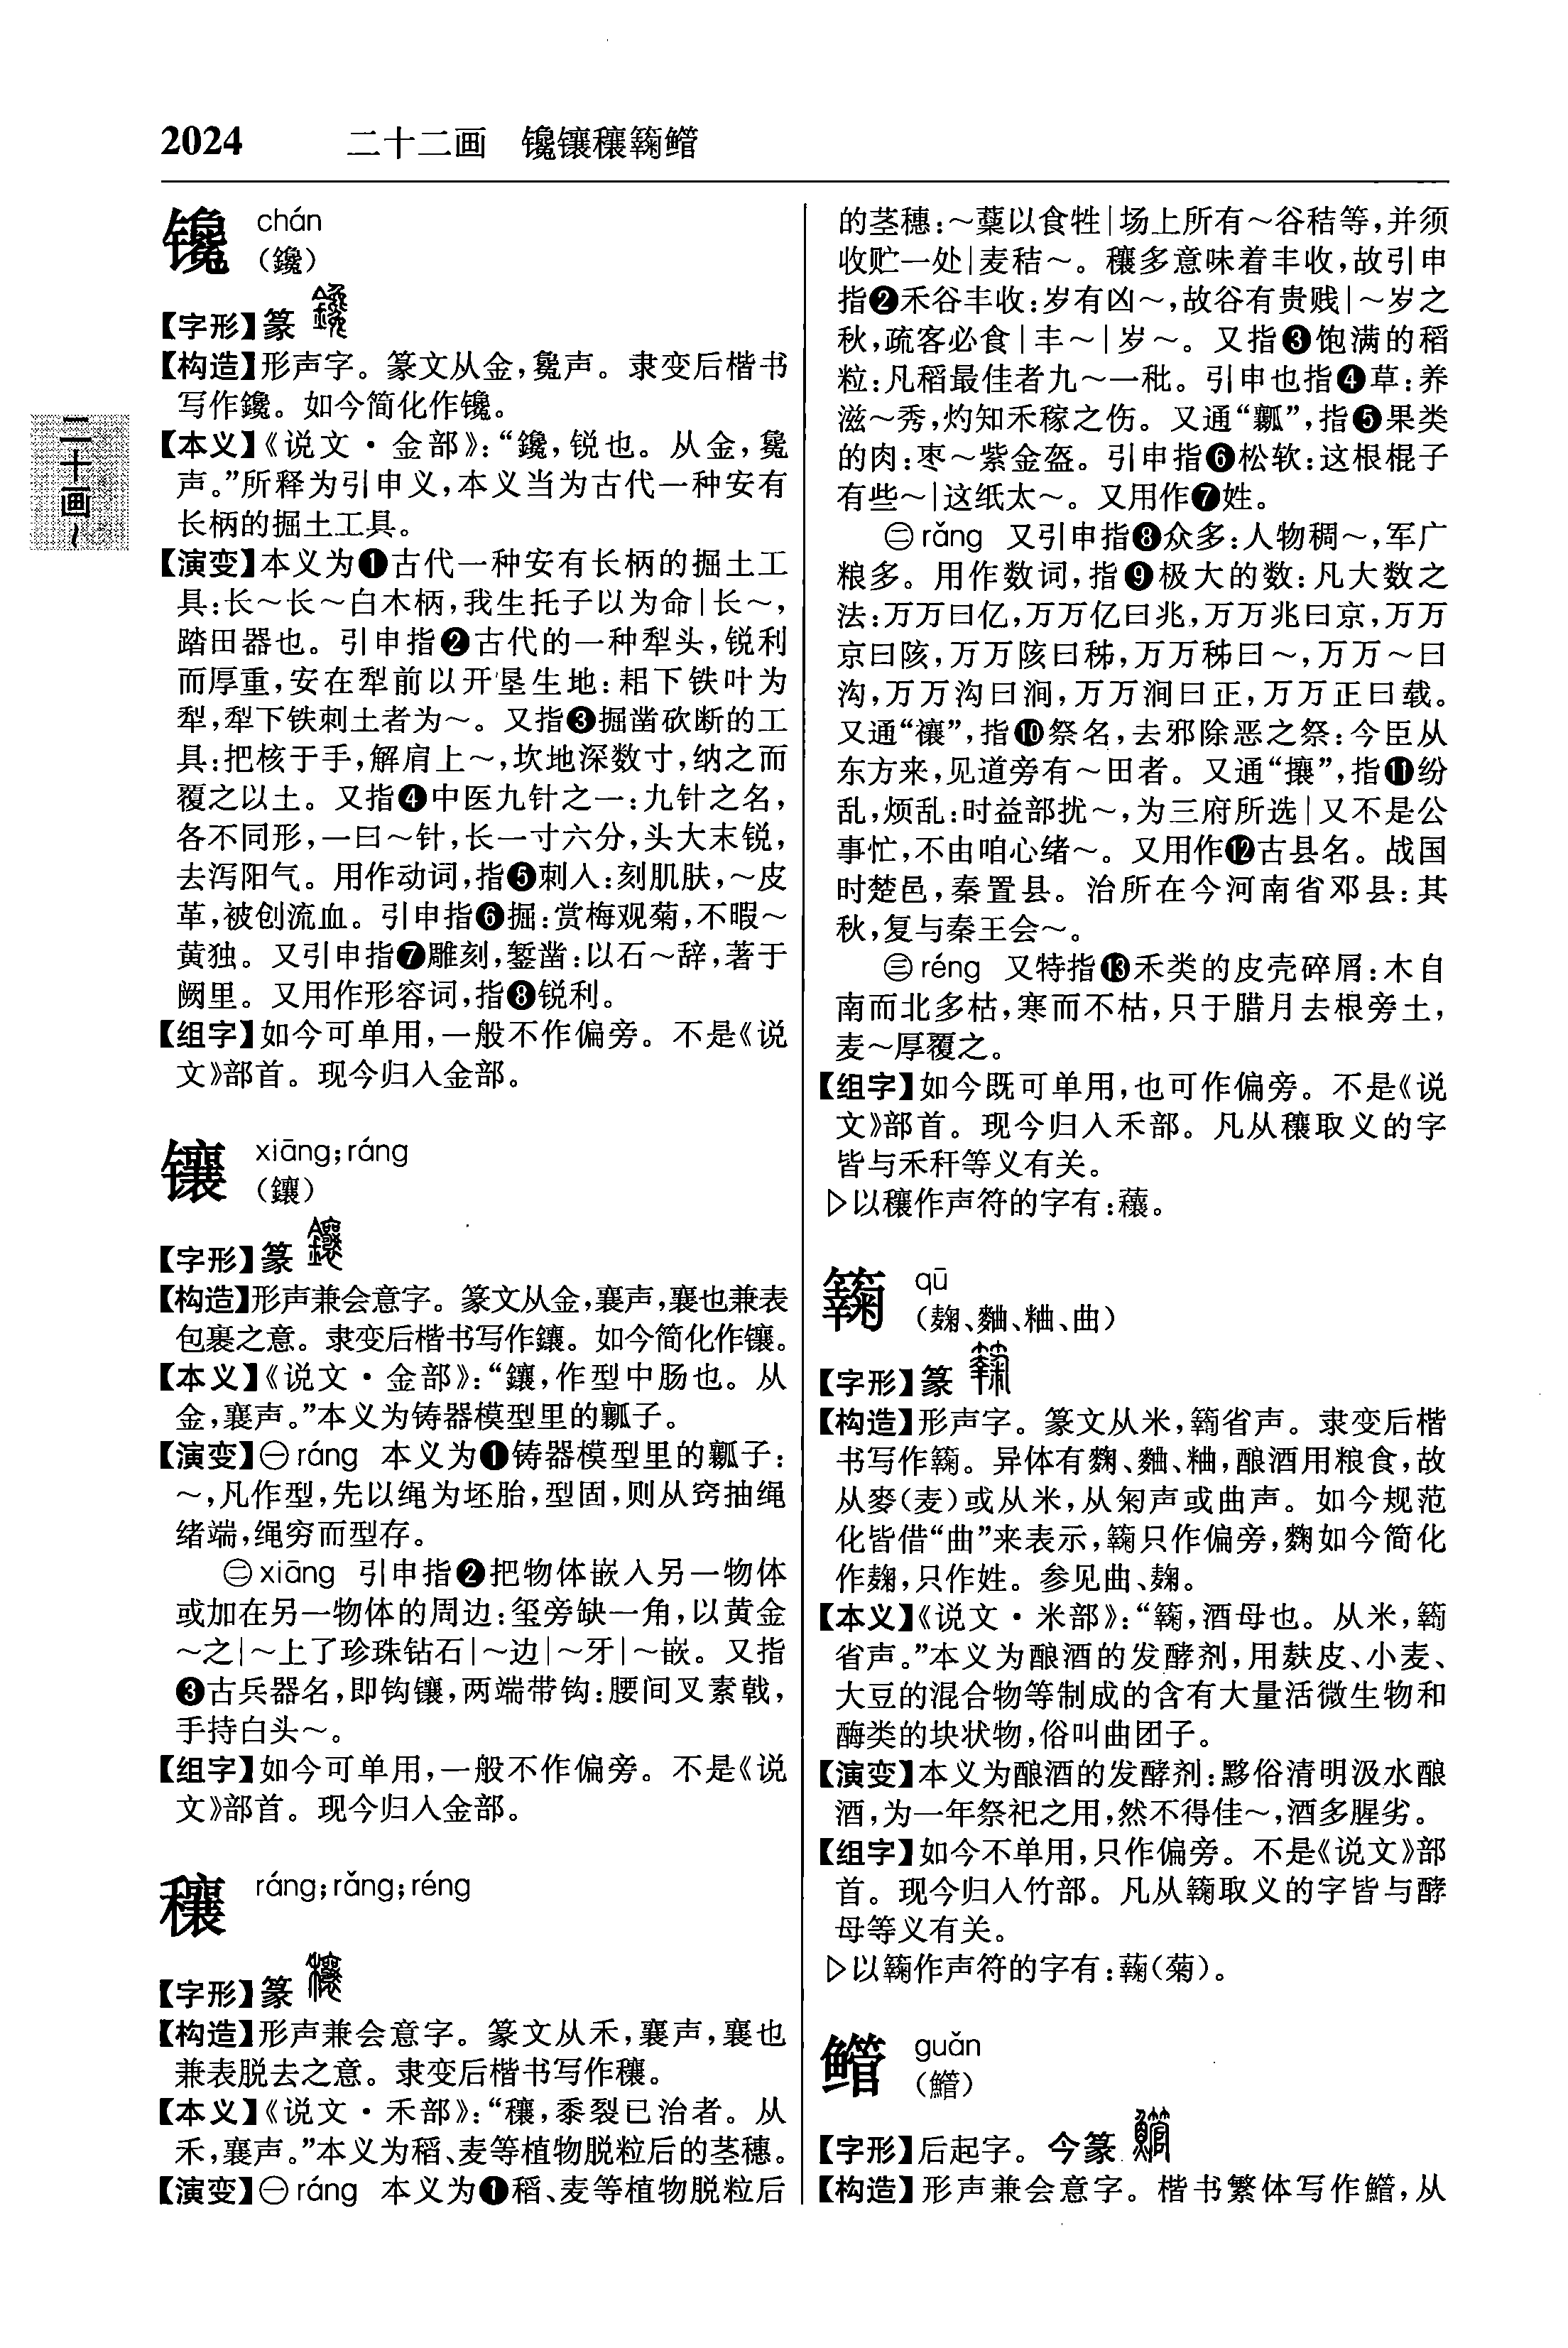 2024 二十二画 镵镶穰籟鳤
二十画~
镵 chán
(鑱)
【字形】篆
【构造】形声字。篆文从金，毚声。隶变后楷书
写作鑱。如今简化作镵。
【本义】《说文·金部》：“鑱，锐也。从金，毚
声。”所释为引申义，本义当为古代一种安有
长柄的掘土工具。
【演变】本义为❶古代一种安有长柄的掘土工
具：长～长～白木柄，我生托子以为命|长～，
踏田器也。引申指❷古代的一种犁头，锐利
而厚重，安在犁前以开垦生地：耜下铁叶为
犁，犁下铁刺土者为～。又指❸掘凿砍断的工
具：把核于手，解肩上～，坎地深数寸，纳之而
覆之以土。又指❹中医九针之一：九针之名，
各不同形，一曰～针，长一寸六分，头大末锐，
去泻阳气。用作动词，指❺刺入：刻肌肤，～皮
革，被创流血。引申指❻掘：赏梅观菊，不暇～
黄独。又引申指❼雕刻，錾凿：以石～辞，著于
阙里。又用作形容词，指❽锐利。
【组字】如今可单用，一般不作偏旁。不是《说
文》部首。现今归入金部。
镶 xiāng；ráng
(鑲)
【字形】篆
【构造】形声兼会意字。篆文从金，襄声，襄也兼表
包裹之意。隶变后楷书写作鑲。如今简化作镶。
【本义】《说文·金部》：“鑲，作型中肠也。从
金，襄声。”本义为铸器模型里的瓤子。
【演变】㊀ráng 本义为❶铸器模型里的瓤子：
～，凡作型，先以绳为坯胎，型固，则从窍抽绳
绪端，绳穷而型存。
㊁xiāng 引申指❷把物体嵌入另一物体
或加在另一物体的周边：玺旁缺一角，以黄金
～之|～上了珍珠钻石|～边|～牙|～嵌。又指
❸古兵器名，即钩镶，两端带钩：腰间叉素戟，
手持白头～。
【组字】如今可单用，一般不作偏旁。不是《说
文》部首。现今归入金部。
穰 ráng；rǎng；réng
【字形】篆
【构造】形声兼会意字。篆文从禾，襄声，襄也
兼表脱去之意。隶变后楷书写作穰。
【本义】《说文·禾部》：“穰，黍裂已治者。从
禾，襄声。”本义为稻、麦等植物脱粒后的茎穗。
【演变】㊀ráng 本义为❶稻、麦等植物脱粒后
的茎穗：～藁以食牲|场上所有～谷秸等，并须
收贮一处|麦秸～。穰多意味着丰收，故引申
指❷禾谷丰收：岁有凶～，故谷有贵贱|～岁之
秋，疏客必食|丰～|岁～。又指❸饱满的稻
粒：凡稻最佳者九～一秕。引申也指❹草：养
滋～秀，灼知禾稼之伤。又通“瓤”，指❺果类
的肉：枣～紫金盔。引申指❻松软：这根棍子
有些～|这纸太～。又用作❼姓。
㊁rǎng 又引申指❽众多：人物稠～，军广
粮多。用作数词，指❾极大的数：凡大数之
法：万万曰亿，万万亿曰兆，万万兆曰京，万万
京曰陔，万万陔曰秭，万万秭曰～，万万～曰
沟，万万沟曰涧，万万涧曰正，万万正曰载。
又通“禳”，指❿祭名，去邪除恶之祭：今臣从
东方来，见道旁有～田者。又通“攘”，指⓫纷
乱，烦乱：时益部扰～，为三府所选|又不是公
事忙，不由咱心绪～。又用作⓬古县名。战国
时楚邑，秦置县。治所在今河南省邓县：其
秋，复与秦王会～。
㊂réng 又特指⓭禾类的皮壳碎屑：木自
南而北多枯，寒而不枯，只于腊月去根旁土，
麦～厚覆之。
【组字】如今既可单用，也可作偏旁。不是《说
文》部首。现今归入禾部。凡从穰取义的字
皆与禾秆等义有关。
▷以穰作声符的字有：蘘。
䕮 qū
(麹、麯、粬、曲)
【字形】篆
【构造】形声字。篆文从米，籋省声。隶变后楷
书写作。异体有麴、麯、粬，酿酒用粮食，故
从麥(麦)或从米，从匊声或曲声。如今规范
化皆借“曲”来表示，只作偏旁，麴如今简化
作麹，只作姓。参见曲、麹。
【本义】《说文·米部》：“，酒母也。从米，
省声。”本义为酿酒的发酵剂，用麸皮、小麦、
大豆的混合物等制成的含有大量活微生物和
酶类的块状物，俗叫曲团子。
【演变】本义为酿酒的发酵剂：黟俗清明汲水酿
酒，为一年祭祀之用，然不得佳～，酒多腥劣。
【组字】如今不单用，只作偏旁。不是《说文》部
首。现今归入竹部。凡从取义的字皆与酵
母等义有关。
▷以作声符的字有：(菊)。
鳤 guǎn
(鱹)
【字形】后起字。今篆
【构造】形声兼会意字。楷书繁体写作，从